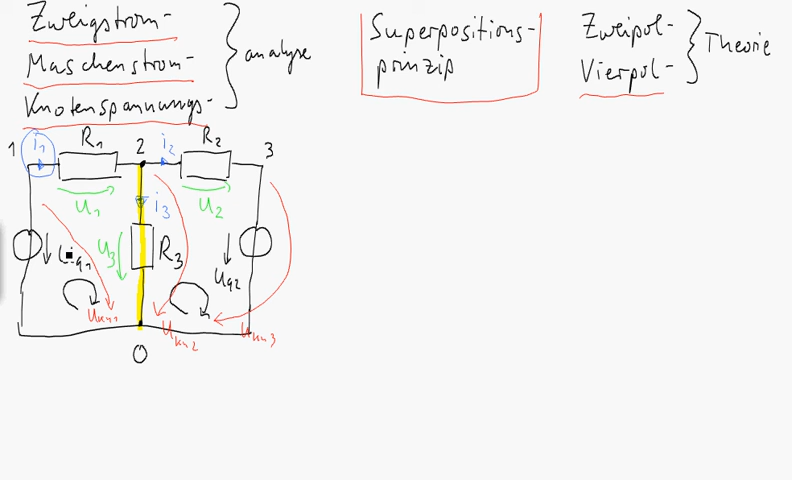 Zweigstrom-
Maschenstrom-
Knotenspannungs-
} analyse
Superpositions-
prinzip
Zweipol-
Vierpol-
} Theorie
1 i1 R1 2 i2 R2 3
u1 i3 u2
u3 R3
uq2
ukn1 ukn2 ukn3
0